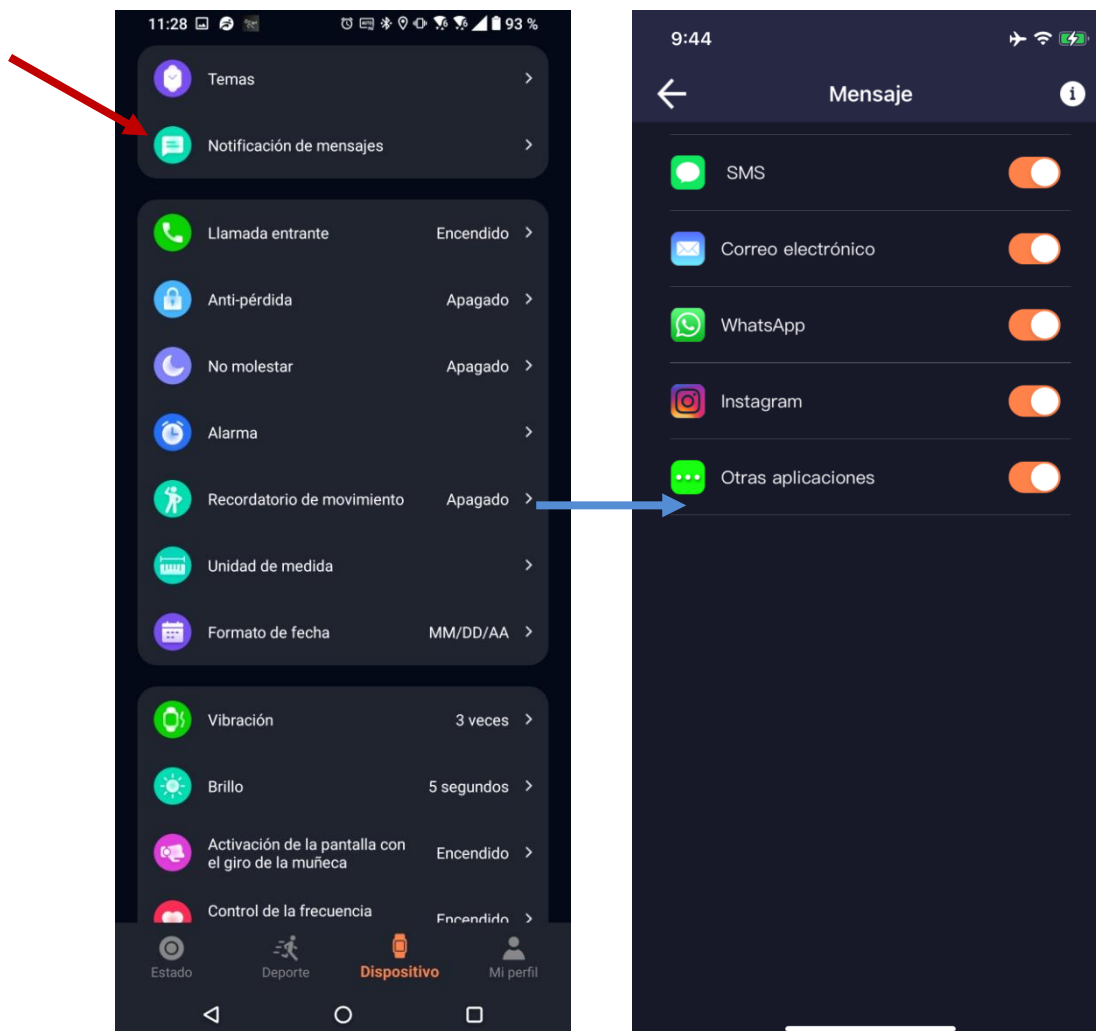 11:28
93 %
Temas
Notificación de mensajes
Llamada entrante Encendido
Anti-pérdida Apagado
No molestar Apagado
Alarma
Recordatorio de movimiento Apagado
Unidad de medida
Formato de fecha MM/DD/AA
Vibración 3 veces
Brillo 5 segundos
Activación de la pantalla con
el giro de la muñeca Encendido
Control de la frecuencia
Encendido
Estado Deporte Dispositivo Mi perfil
9:44
Mensaje
SMS
Correo electrónico
WhatsApp
Instagram
Otras aplicaciones